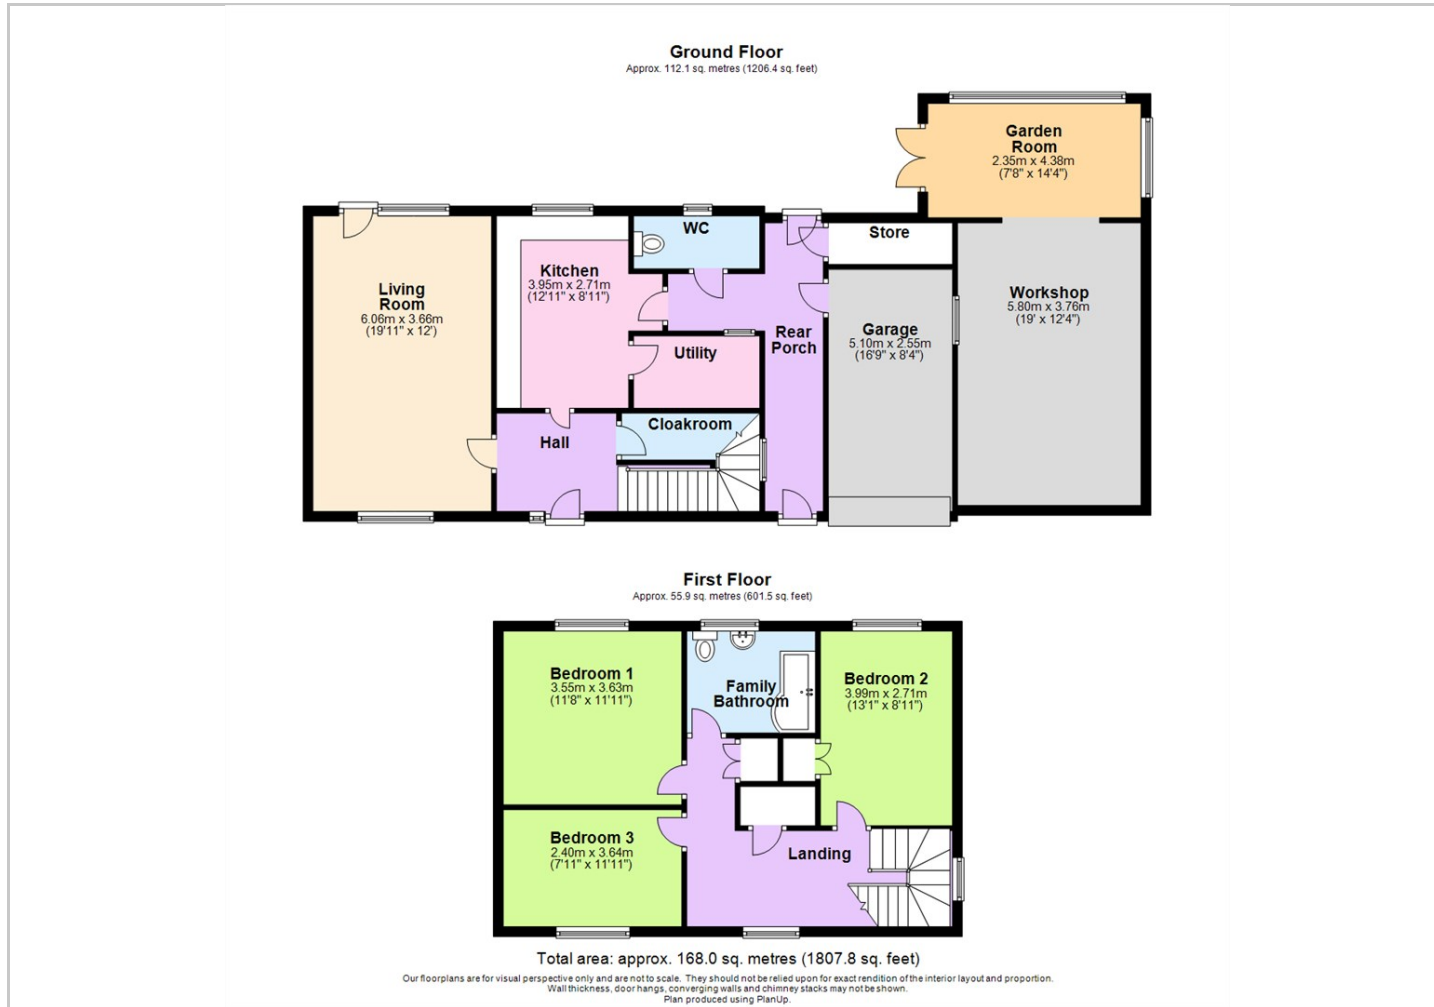 Ground Floor
Approx. 112.1 sq. metres (1206.4 sq. feet)
Garden
Room
2.35m x 4.38m
(7'8" x 14'4")
WC
Store
Kitchen
3.95m x 2.71m
(12'11" x 8'11")
Living
Room
6.06m x 3.66m
(19'11" x 12')
Workshop
5.80m x 3.76m
(19' x 12'4")
Garage
5.10m x 2.55m
(16'9" x 8'4")
Rear
Porch
Utility
Cloakroom
Hall
First Floor
Approx. 55.9 sq. metres (601.5 sq. feet)
Bedroom 1
3.55m x 3.63m
(11'8" x 11'11")
Family
Bathroom
Bedroom 2
3.99m x 2.71m
(13'1" x 8'11")
Bedroom 3
2.40m x 3.64m
(7'11" x 11'11")
Landing
Total area: approx. 168.0 sq. metres (1807.8 sq. feet)
Our floorplans are for visual perspective only and are not to scale. They should not be relied upon for exact rendition of the interior layout and proportion.
Wall thickness, door hangs, converging walls and chimney stacks may not be shown.
Plan produced using PlanUp.